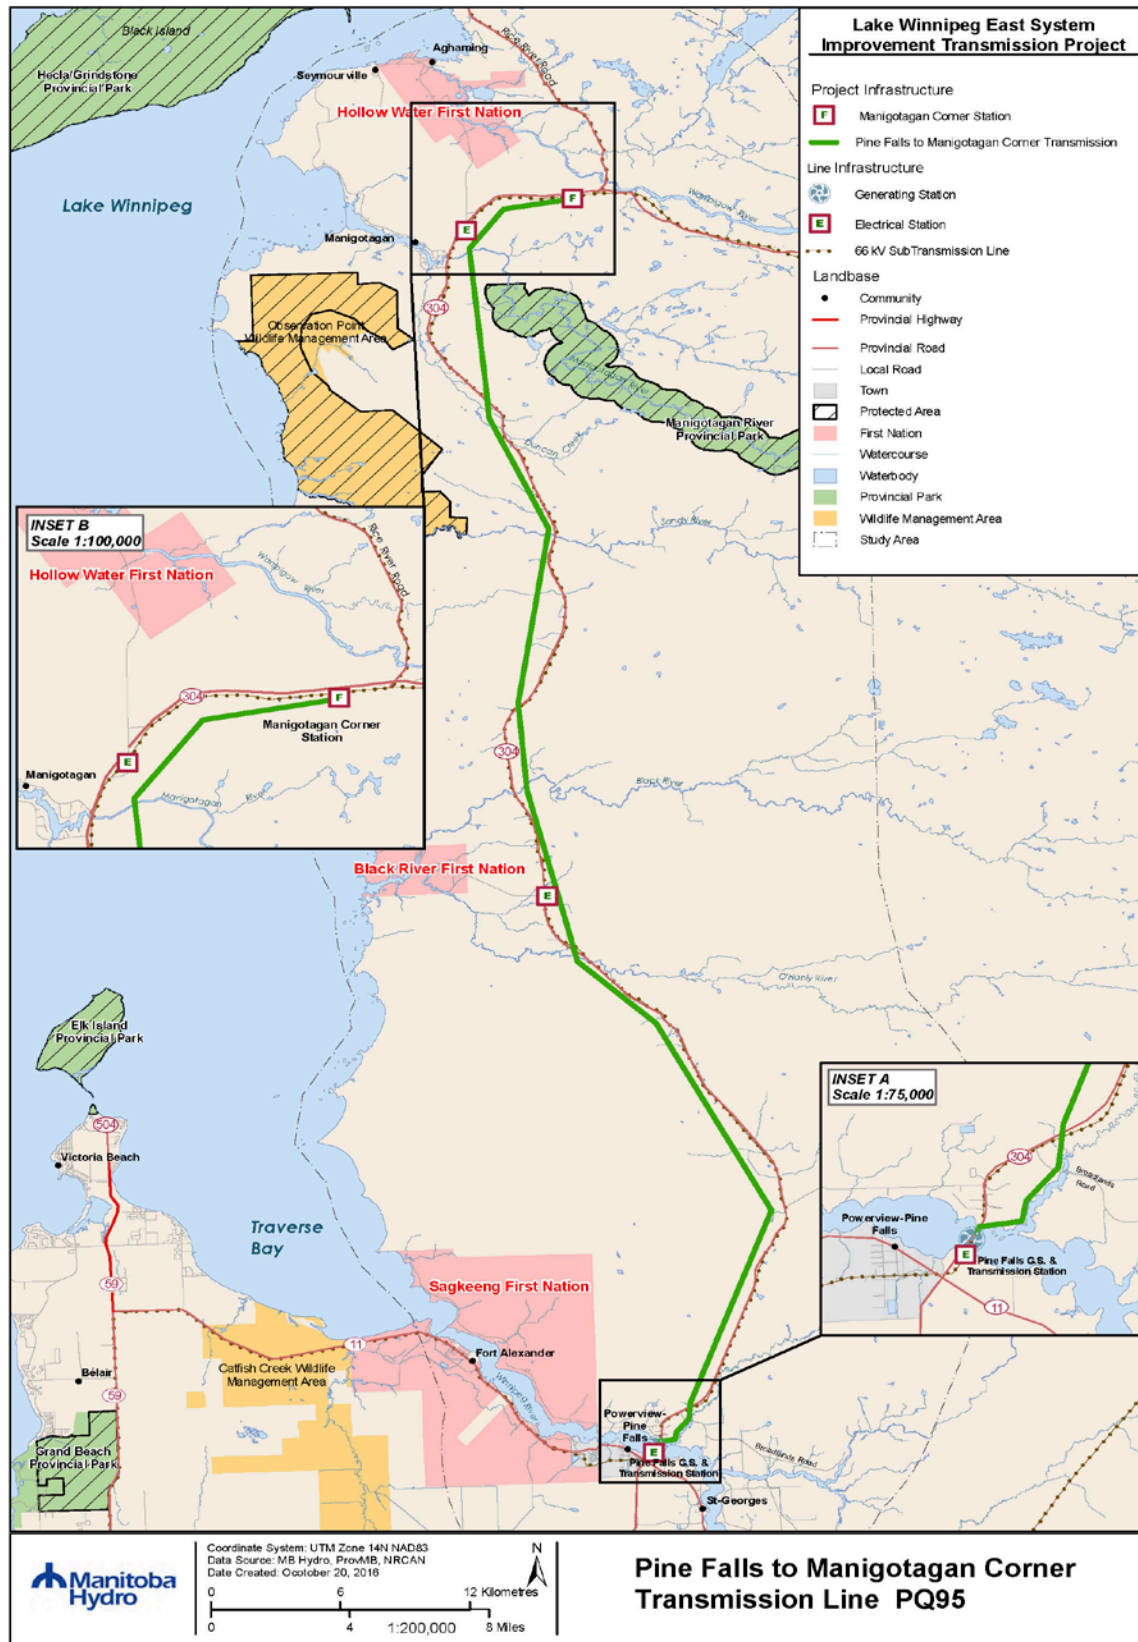 Lake Winnipeg East System
Improvement Transmission Project
Project Infrastructure
F
Manigotagan Corner Station
Pine Falls to Manigotagan Corner Transmission
Line Infrastructure
Generating Station
E
Electrical Station
66 kV SubTransmission Line
Landbase
Community
Provincial Highway
Provincial Road
Local Road
Town
Protected Area
First Nation
Watercourse
Waterbody
Provincial Park
Wildlife Management Area
Study Area
Black Island
Hecla/Grindstone
Provincial Park
Seymourville
Aghaming
Rice River Road
Hollow Water First Nation
Lake Winnipeg
Wanipigow
River
F
E
Manigotagan
304
Observation Point
Wildlife Management Area
Manigotagan River
Manigotagan River
Provincial Park
Duncan Creek
Sandy River
INSET B
Scale 1:100,000
Hollow Water First Nation
Wanipigow
River
Rice River Road
304
F
Manigotagan Corner
Station
E
Manigotagan
Manigotagan
River
304
Black River
Black River First Nation
E
O'Hanly River
Elk Island
Provincial Park
504
Victoria Beach
Traverse
Bay
59
Sagkeeng First Nation
11
Fort Alexander
Catfish Creek Wildlife
Management Area
Belair
59
Grand Beach
Provincial Park
Winnipeg River
Powerview-
Pine
Falls
E
Pine Falls G.S. &
Transmission Station
Broadlands Road
St-Georges
INSET A
Scale 1:75,000
304
Broadlands
Road
Powerview-Pine
Falls
E
Pine Falls G.S. &
Transmission Station
11
Manitoba
Hydro
Coordinate System: UTM Zone 14N NAD83
Data Source: MB Hydro, ProvMB, NRCAN
Date Created: Ocotober 20, 2016
N
0 6 12 Kilometres
0 4 8 Miles
1:200,000
Pine Falls to Manigotagan Corner
Transmission Line PQ95